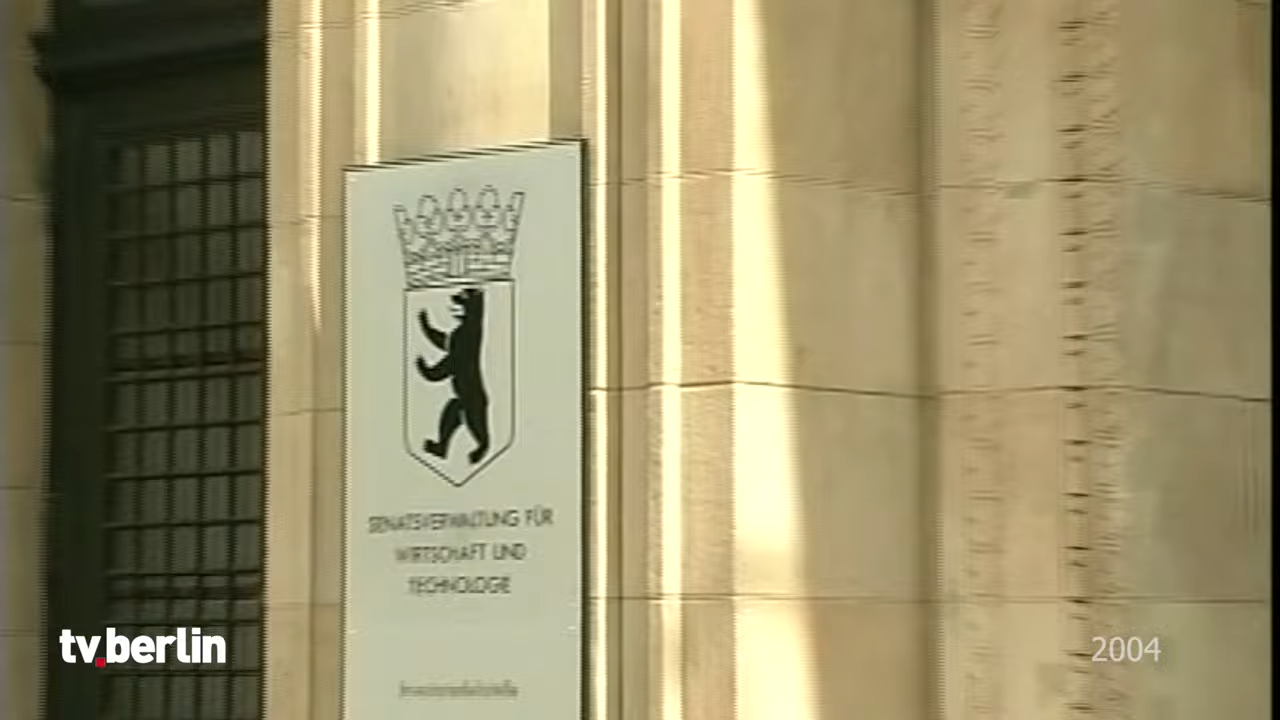 SENATSVERWALTUNG FÜR
WIRTSCHAFT UND
TECHNOLOGIE
tv.berlin
2004